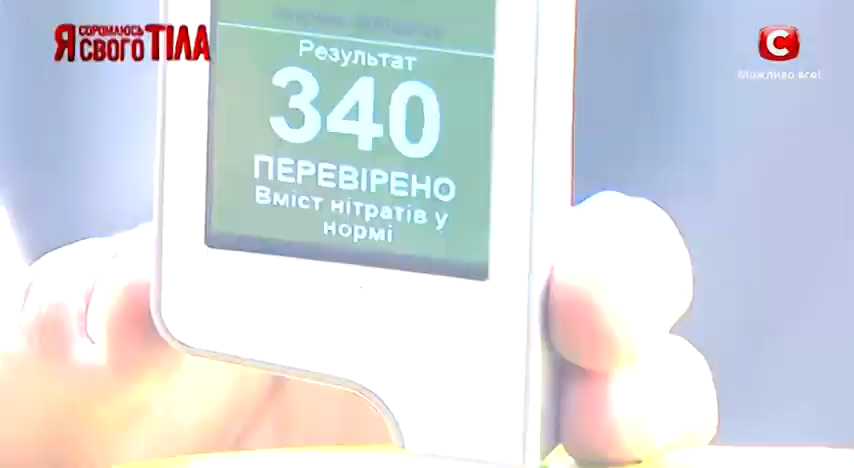 Я СОРОМЛЮСЬ СВОГО ТІЛА
Можливо все!
Результат
340
ПЕРЕВІРЕНО
Вміст нітратів у
нормі